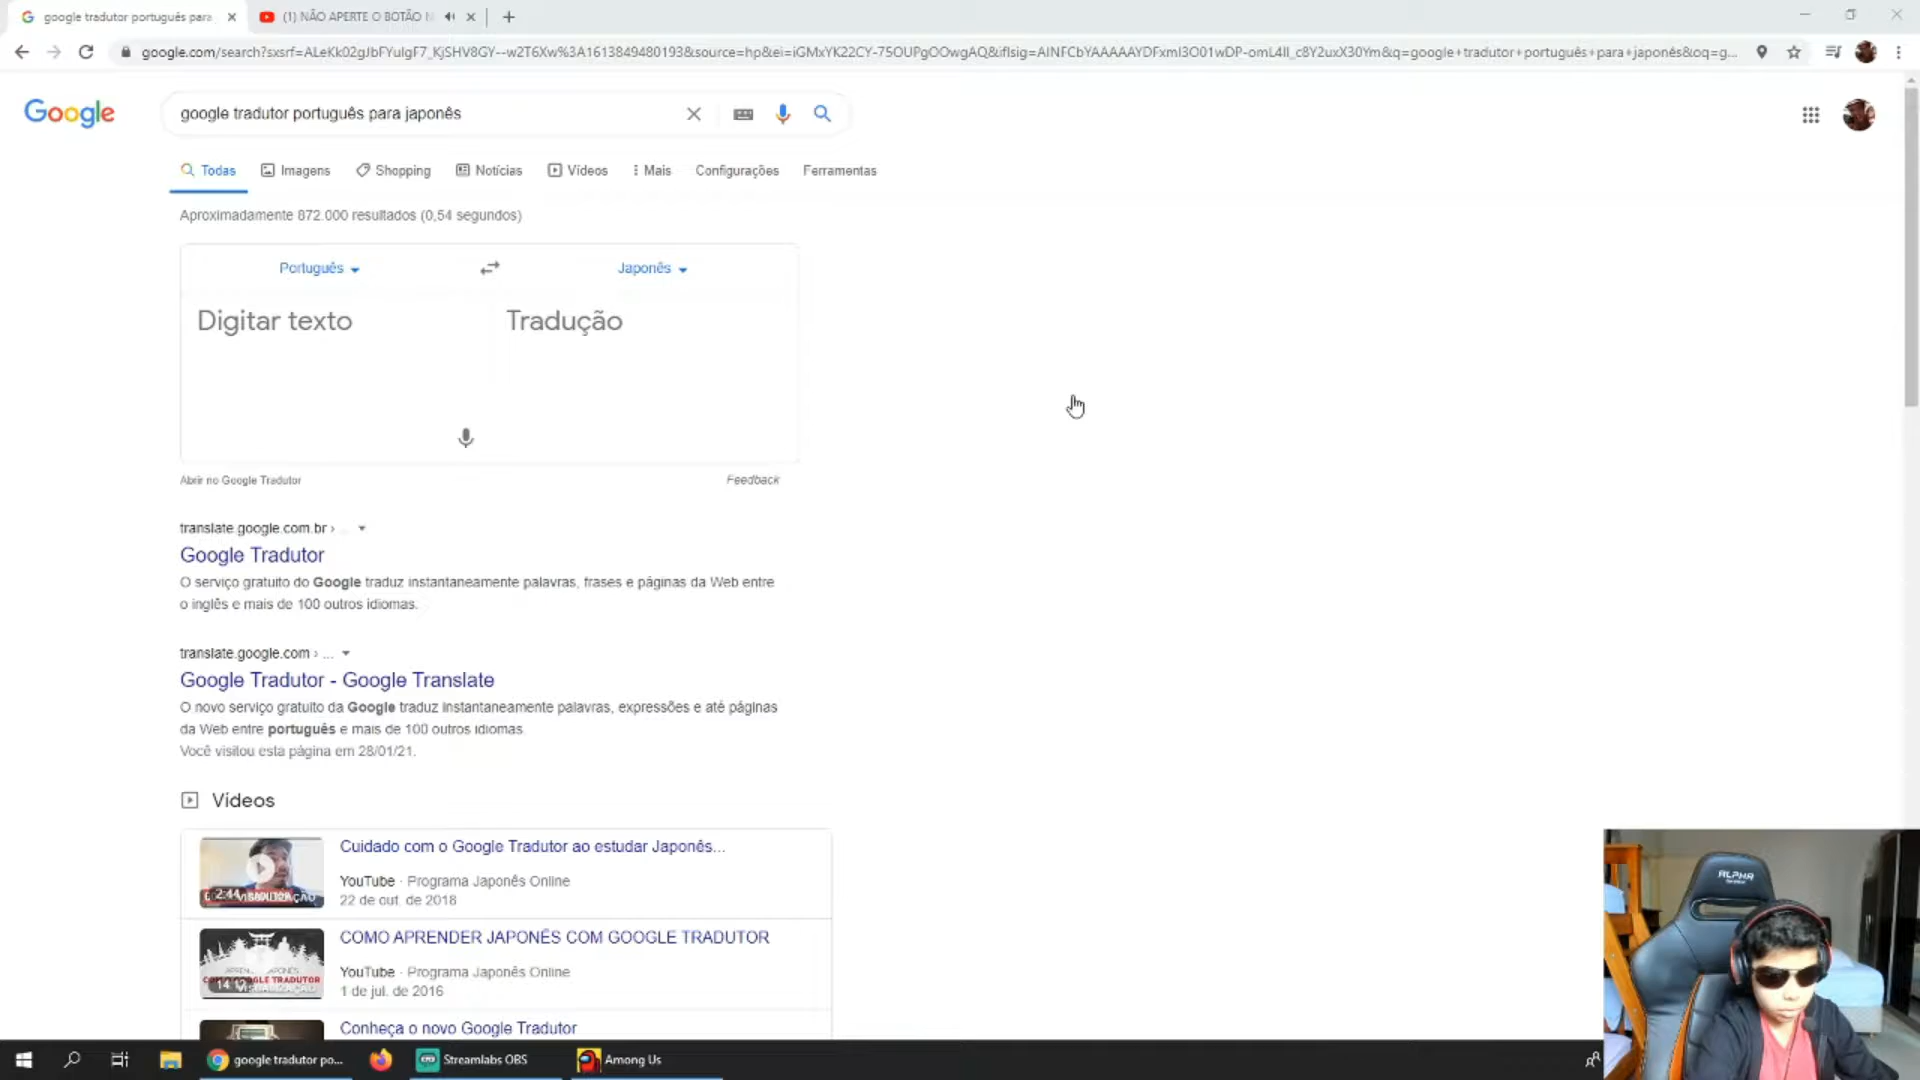 google tradutor português para
(1) NÃO APERTE O BOTÃO
google.com/search?sxsrf=ALeKk02gJbFYuIgF7_KjSHV8GY--w2T6Xw%3A1613849480193&source=hp&ei=iGMxYK22CY-75OUPgOOwgAQ&iflsig=AINFCbYAAAAAYDFxmI3O01wDP-omL4Il_c8Y2uxX30Ym&q=google+tradutor+português+para+japonês&oq=g...
Google
google tradutor português para japonês
Todas
Imagens
Shopping
Notícias
Vídeos
Mais
Configurações
Ferramentas
Aproximadamente 872.000 resultados (0,54 segundos)
Português
Japonês
Digitar texto
Tradução
Abrir no Google Tradutor
Feedback
translate.google.com.br › ...
Google Tradutor
O serviço gratuito do Google traduz instantaneamente palavras, frases e páginas da Web entre
o inglês e mais de 100 outros idiomas.
translate.google.com › ...
Google Tradutor - Google Translate
O novo serviço gratuito da Google traduz instantaneamente palavras, expressões e até páginas
da Web entre português e mais de 100 outros idiomas
Você visitou esta página em 28/01/21.
Vídeos
Cuidado com o Google Tradutor ao estudar Japonês...
YouTube · Programa Japonês Online
22 de out. de 2018
2:44
COMO APRENDER JAPONÊS COM GOOGLE TRADUTOR
YouTube · Programa Japonês Online
1 de jul. de 2016
Conheça o novo Google Tradutor
ALPHA
google tradutor po...
Streamlabs OBS
Among Us